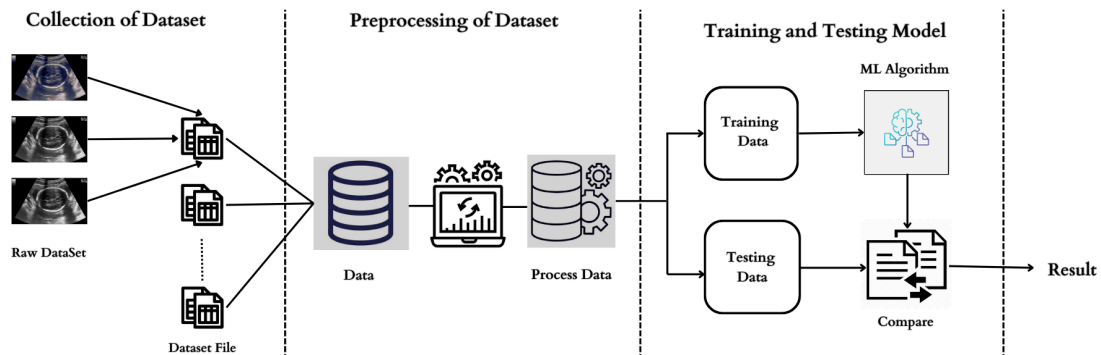 Collection of Dataset
Raw DataSet
Dataset File
Preprocessing of Dataset
Data
Process Data
Training and Testing Model
ML Algorithm
Training
Data
Testing
Data
Compare
Result